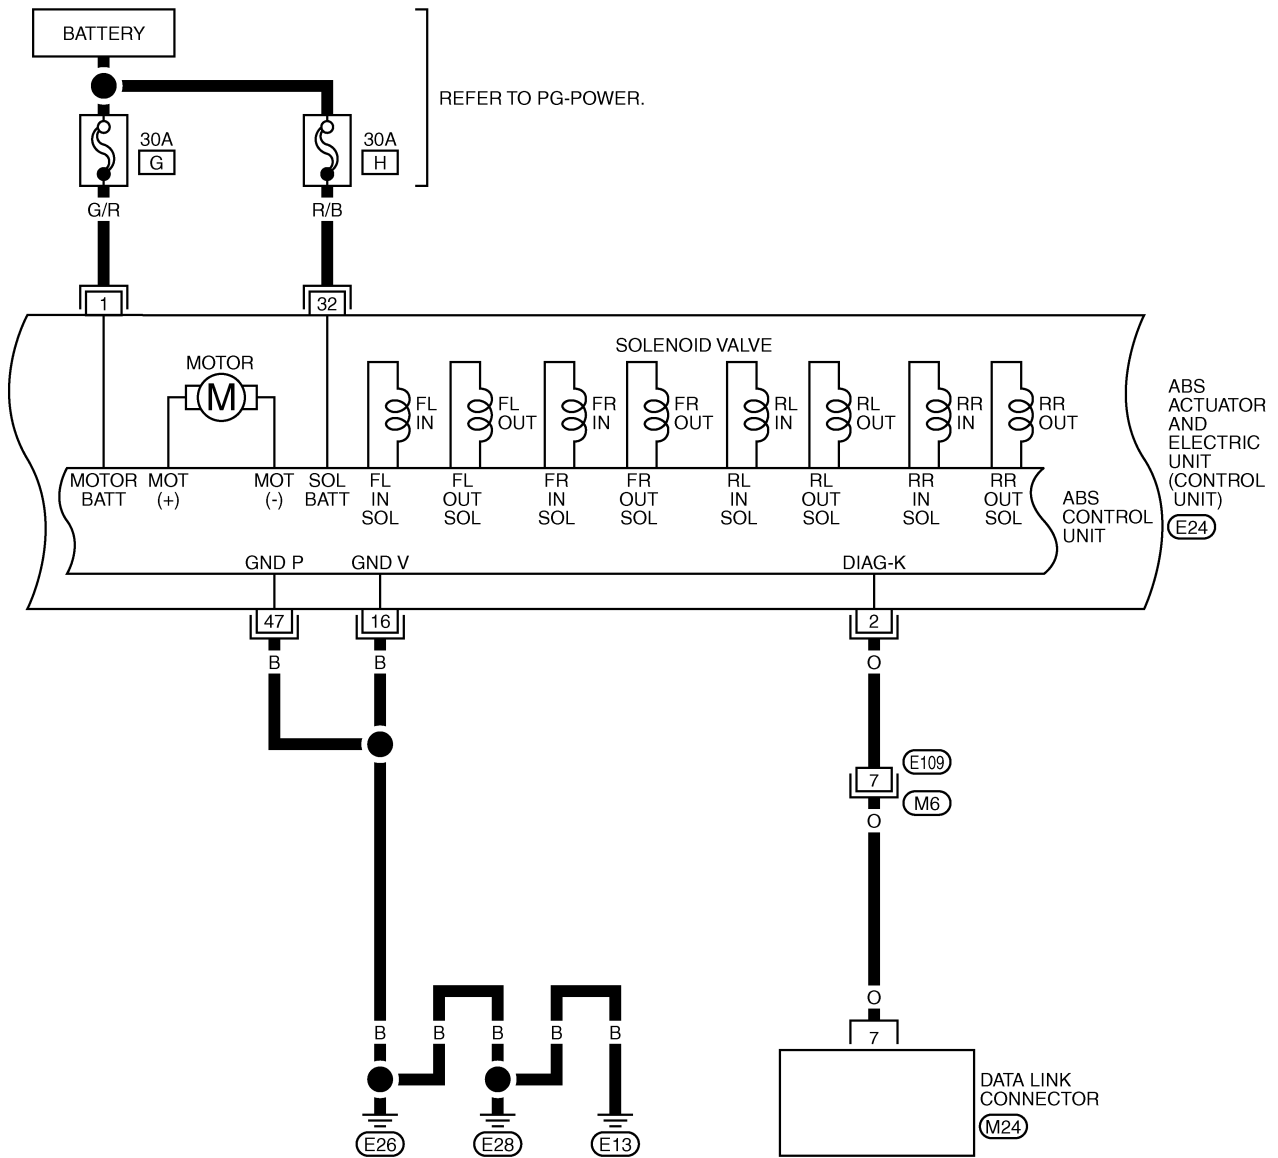 BATTERY
REFER TO PG-POWER.
30A
G
30A
H
G/R
R/B
1
32
SOLENOID VALVE
MOTOR
M
FL
IN
FL
OUT
FR
IN
FR
OUT
RL
IN
RL
OUT
RR
IN
RR
OUT
ABS
ACTUATOR
AND
ELECTRIC
UNIT
(CONTROL
UNIT)
E24
MOTOR
BATT
MOT
(+)
MOT
(-)
SOL
BATT
FL
IN
SOL
FL
OUT
SOL
FR
IN
SOL
FR
OUT
SOL
RL
IN
SOL
RL
OUT
SOL
RR
IN
SOL
RR
OUT
SOL
ABS
CONTROL
UNIT
GND P
GND V
DIAG-K
47
16
2
B
B
O
7
E109
M6
O
O
7
B
B
B
B
B
E26
E28
E13
DATA LINK
CONNECTOR
M24